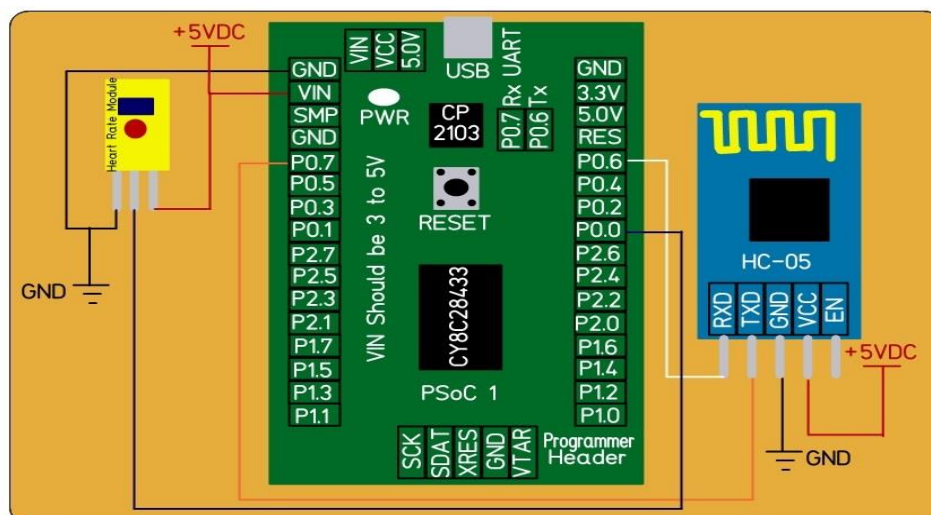 +5VDC
Heart Rate Module
GND
VIN
VCC
5.0V
USB
PWR
CP
2103
P0.7 Rx UART
P0.6 Tx
RESET
VIN Should be 3 to 5V
CY8C28433
PSoC 1
GND
VIN
SMP
GND
P0.7
P0.5
P0.3
P0.1
P2.7
P2.5
P2.3
P2.1
P1.7
P1.5
P1.3
P1.1
GND
3.3V
5.0V
RES
P0.6
P0.4
P0.2
P0.0
P2.6
P2.4
P2.2
P2.0
P1.6
P1.4
P1.2
P1.0
SCK
SDAT
XRES
GND
VTAR
Programmer
Header
HC-05
RXD
TXD
GND
VCC
EN
+5VDC
GND